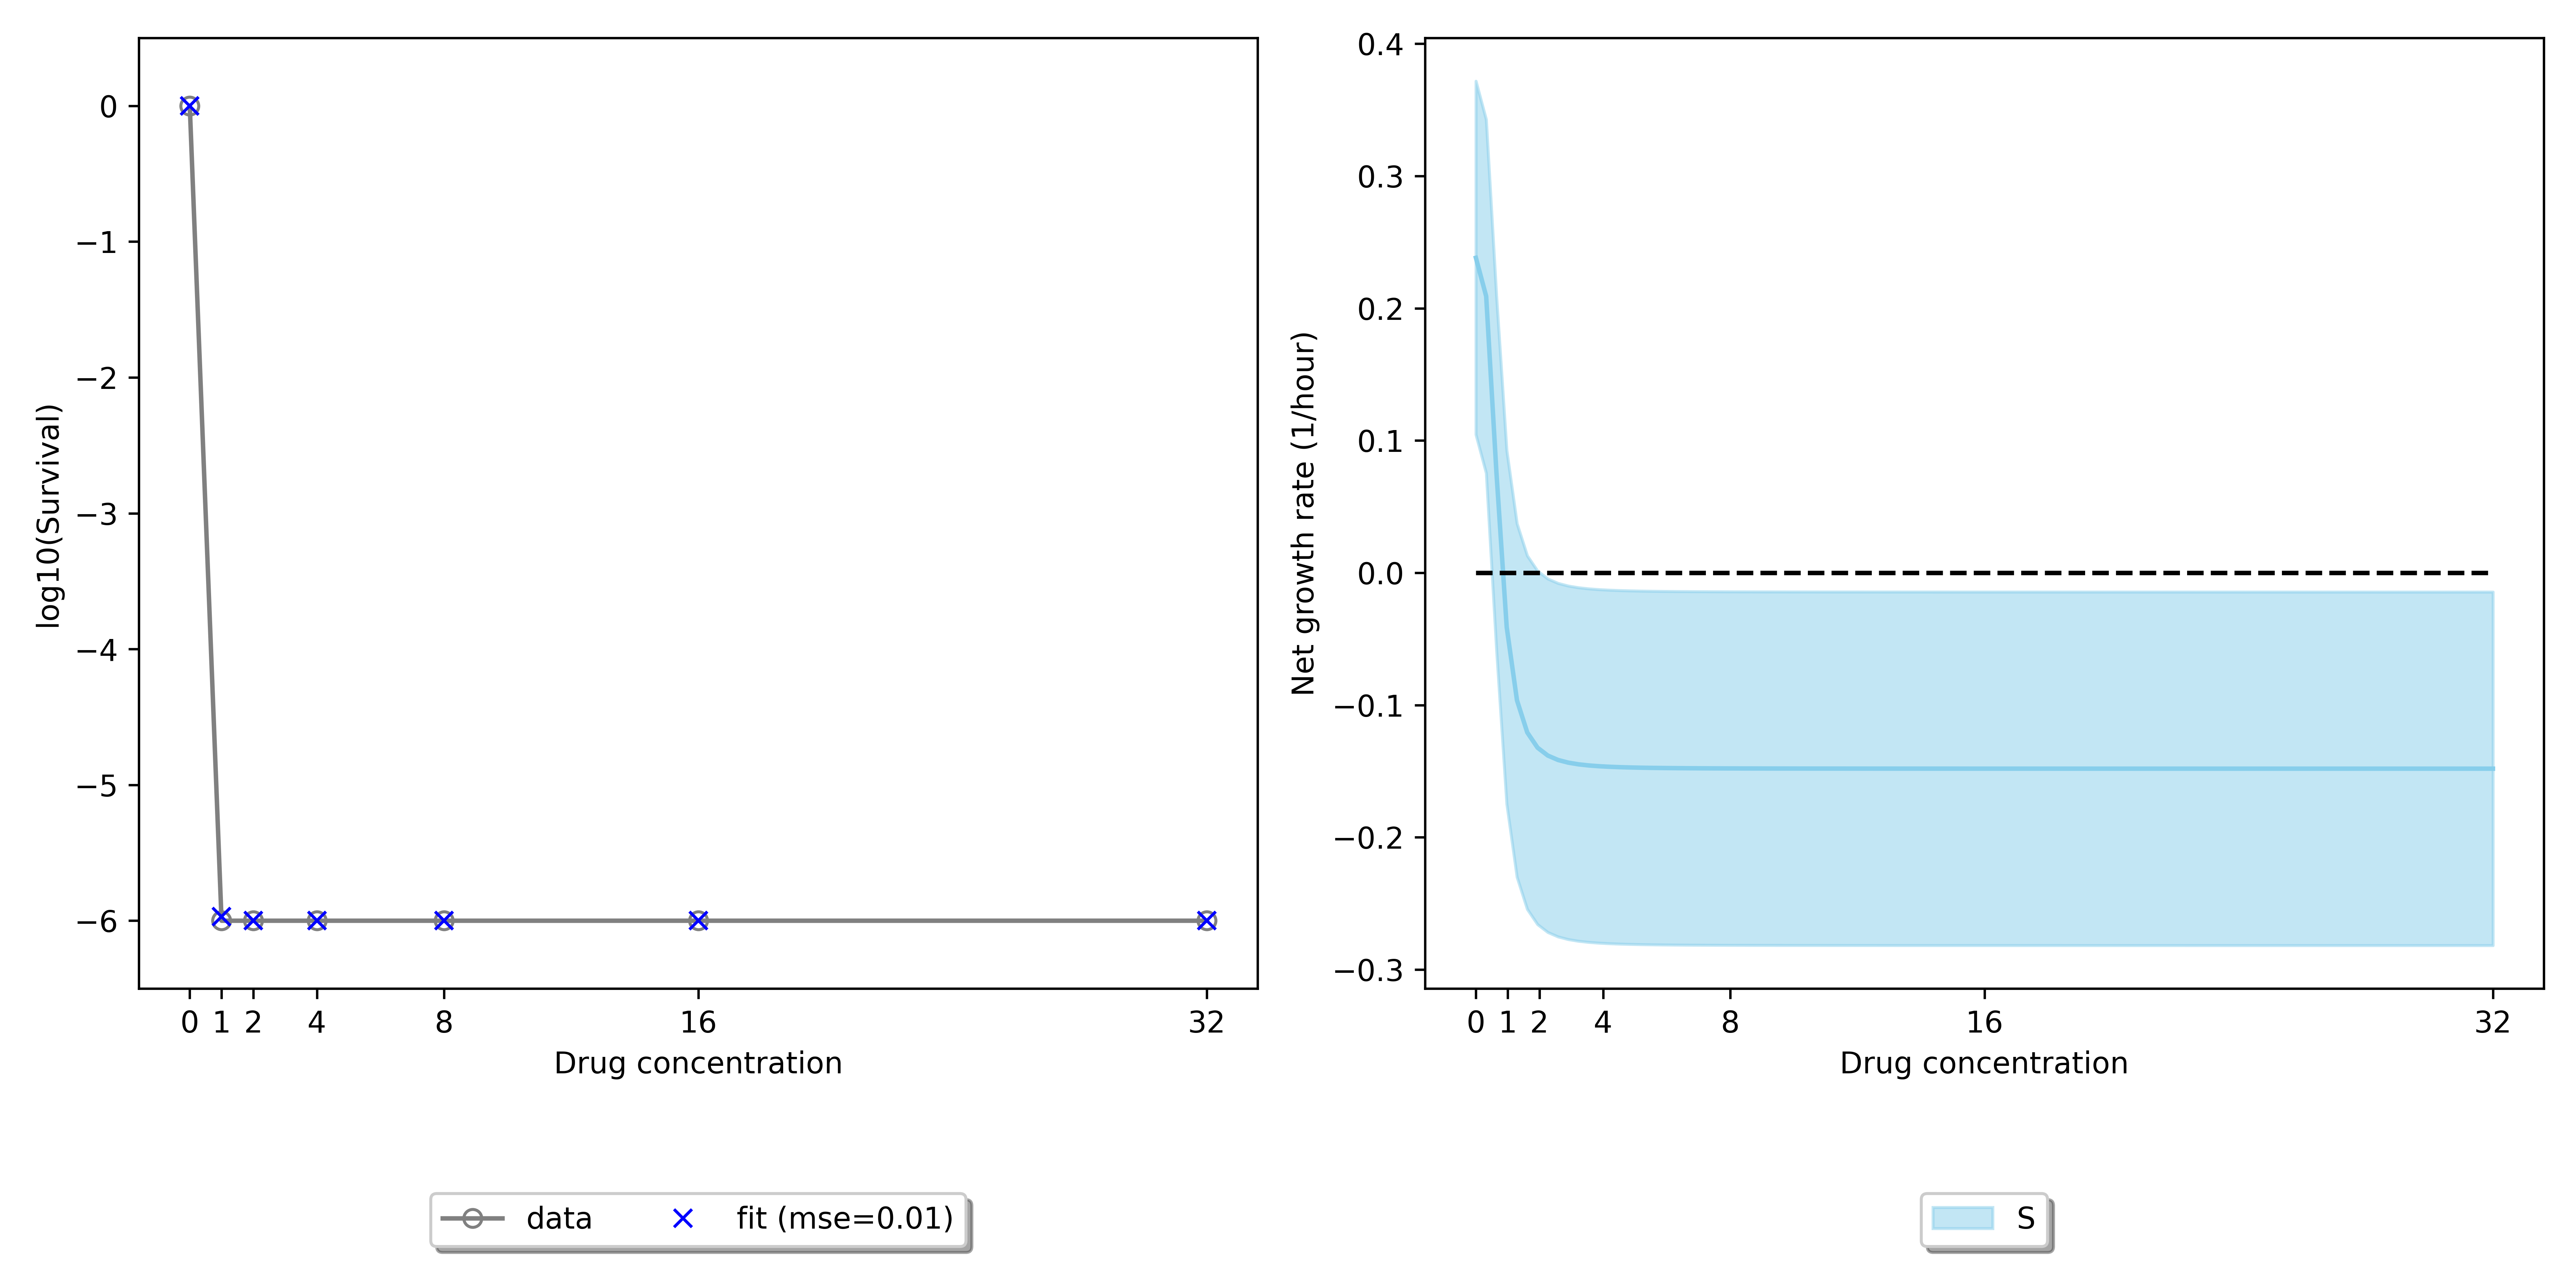 0
−1
−2
−3
−4
−5
−6
log10(Survival)
0 1 2 4 8 16 32
Drug concentration
data fit (mse=0.01)
0.4
0.3
0.2
0.1
0.0
−0.1
−0.2
−0.3
Net growth rate (1/hour)
0 1 2 4 8 16 32
Drug concentration
S